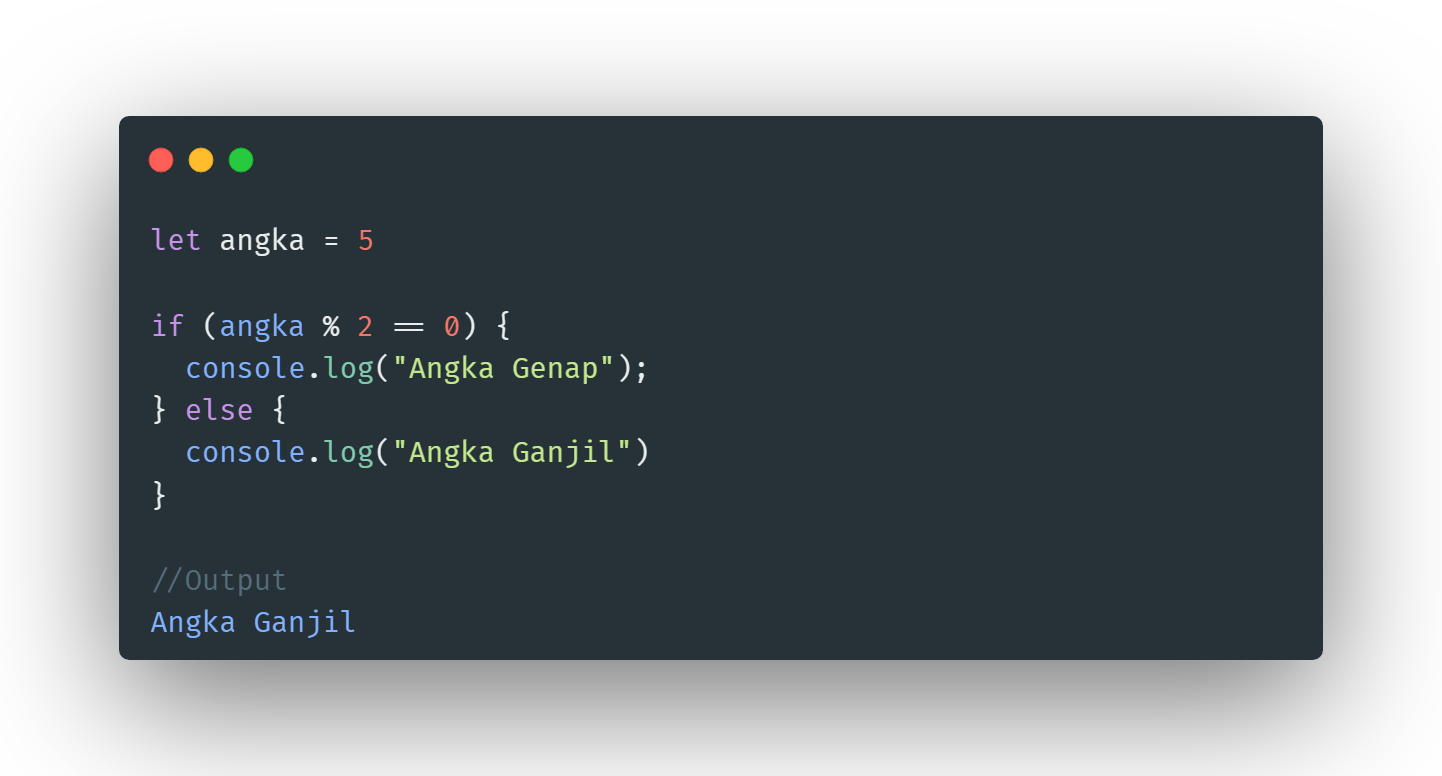 let angka = 5
if (angka % 2 == 0) {
  console.log("Angka Genap");
} else {
  console.log("Angka Ganjil")
}
//Output
Angka Ganjil